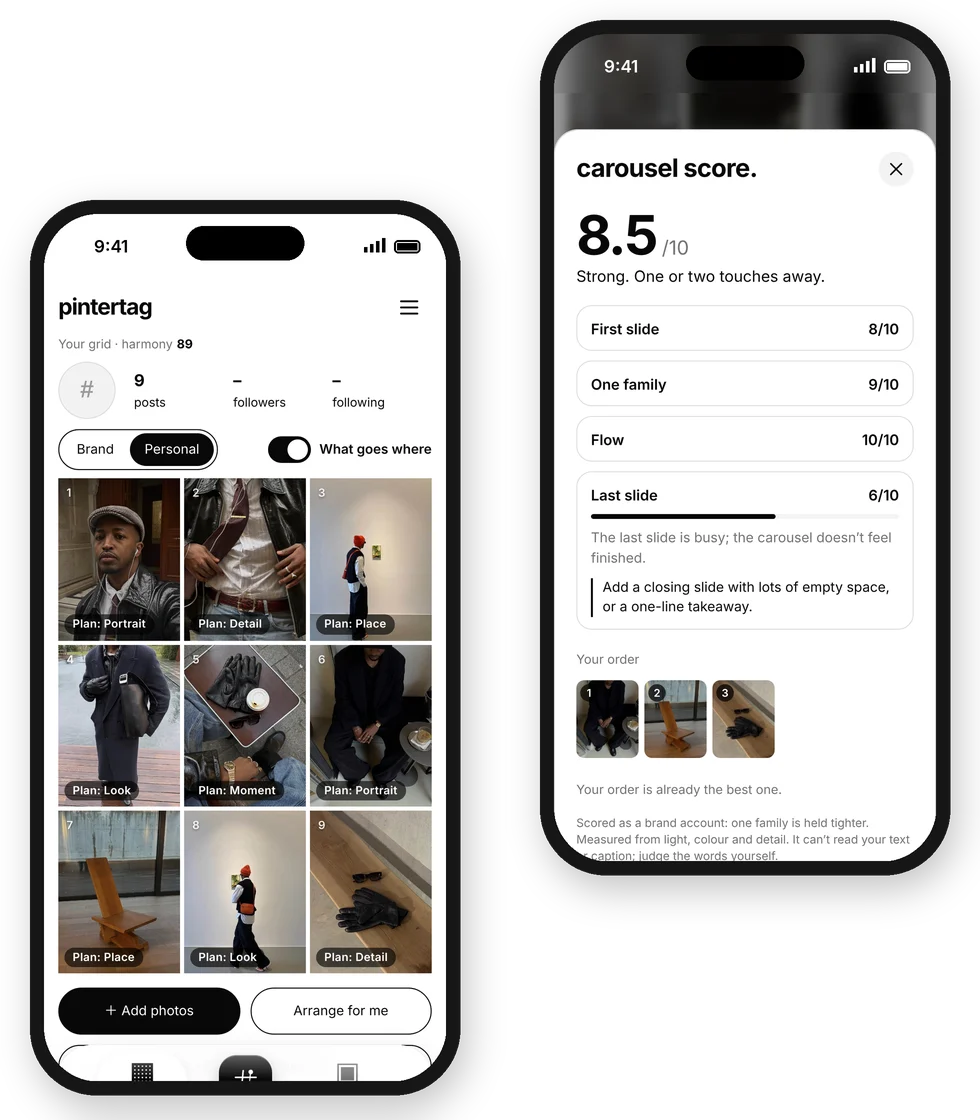 9:41
pintertag
Your grid · harmony 89
#
9
posts
–
followers
–
following
Brand
Personal
What goes where
1
Plan: Portrait
2
Plan: Detail
3
Plan: Place
4
Plan: Look
5
Plan: Moment
6
Plan: Portrait
7
Plan: Place
8
Plan: Look
9
Plan: Detail
+ Add photos
Arrange for me
9:41
carousel score.
8.5 /10
Strong. One or two touches away.
First slide 8/10
One family 9/10
Flow 10/10
Last slide 6/10
The last slide is busy; the carousel doesn’t feel
finished.
Add a closing slide with lots of empty space,
or a one-line takeaway.
Your order
1
2
3
Your order is already the best one.
Scored as a brand account: one family is held tighter.
Measured from light, colour and detail. It can’t read your text
or caption; judge the words yourself.